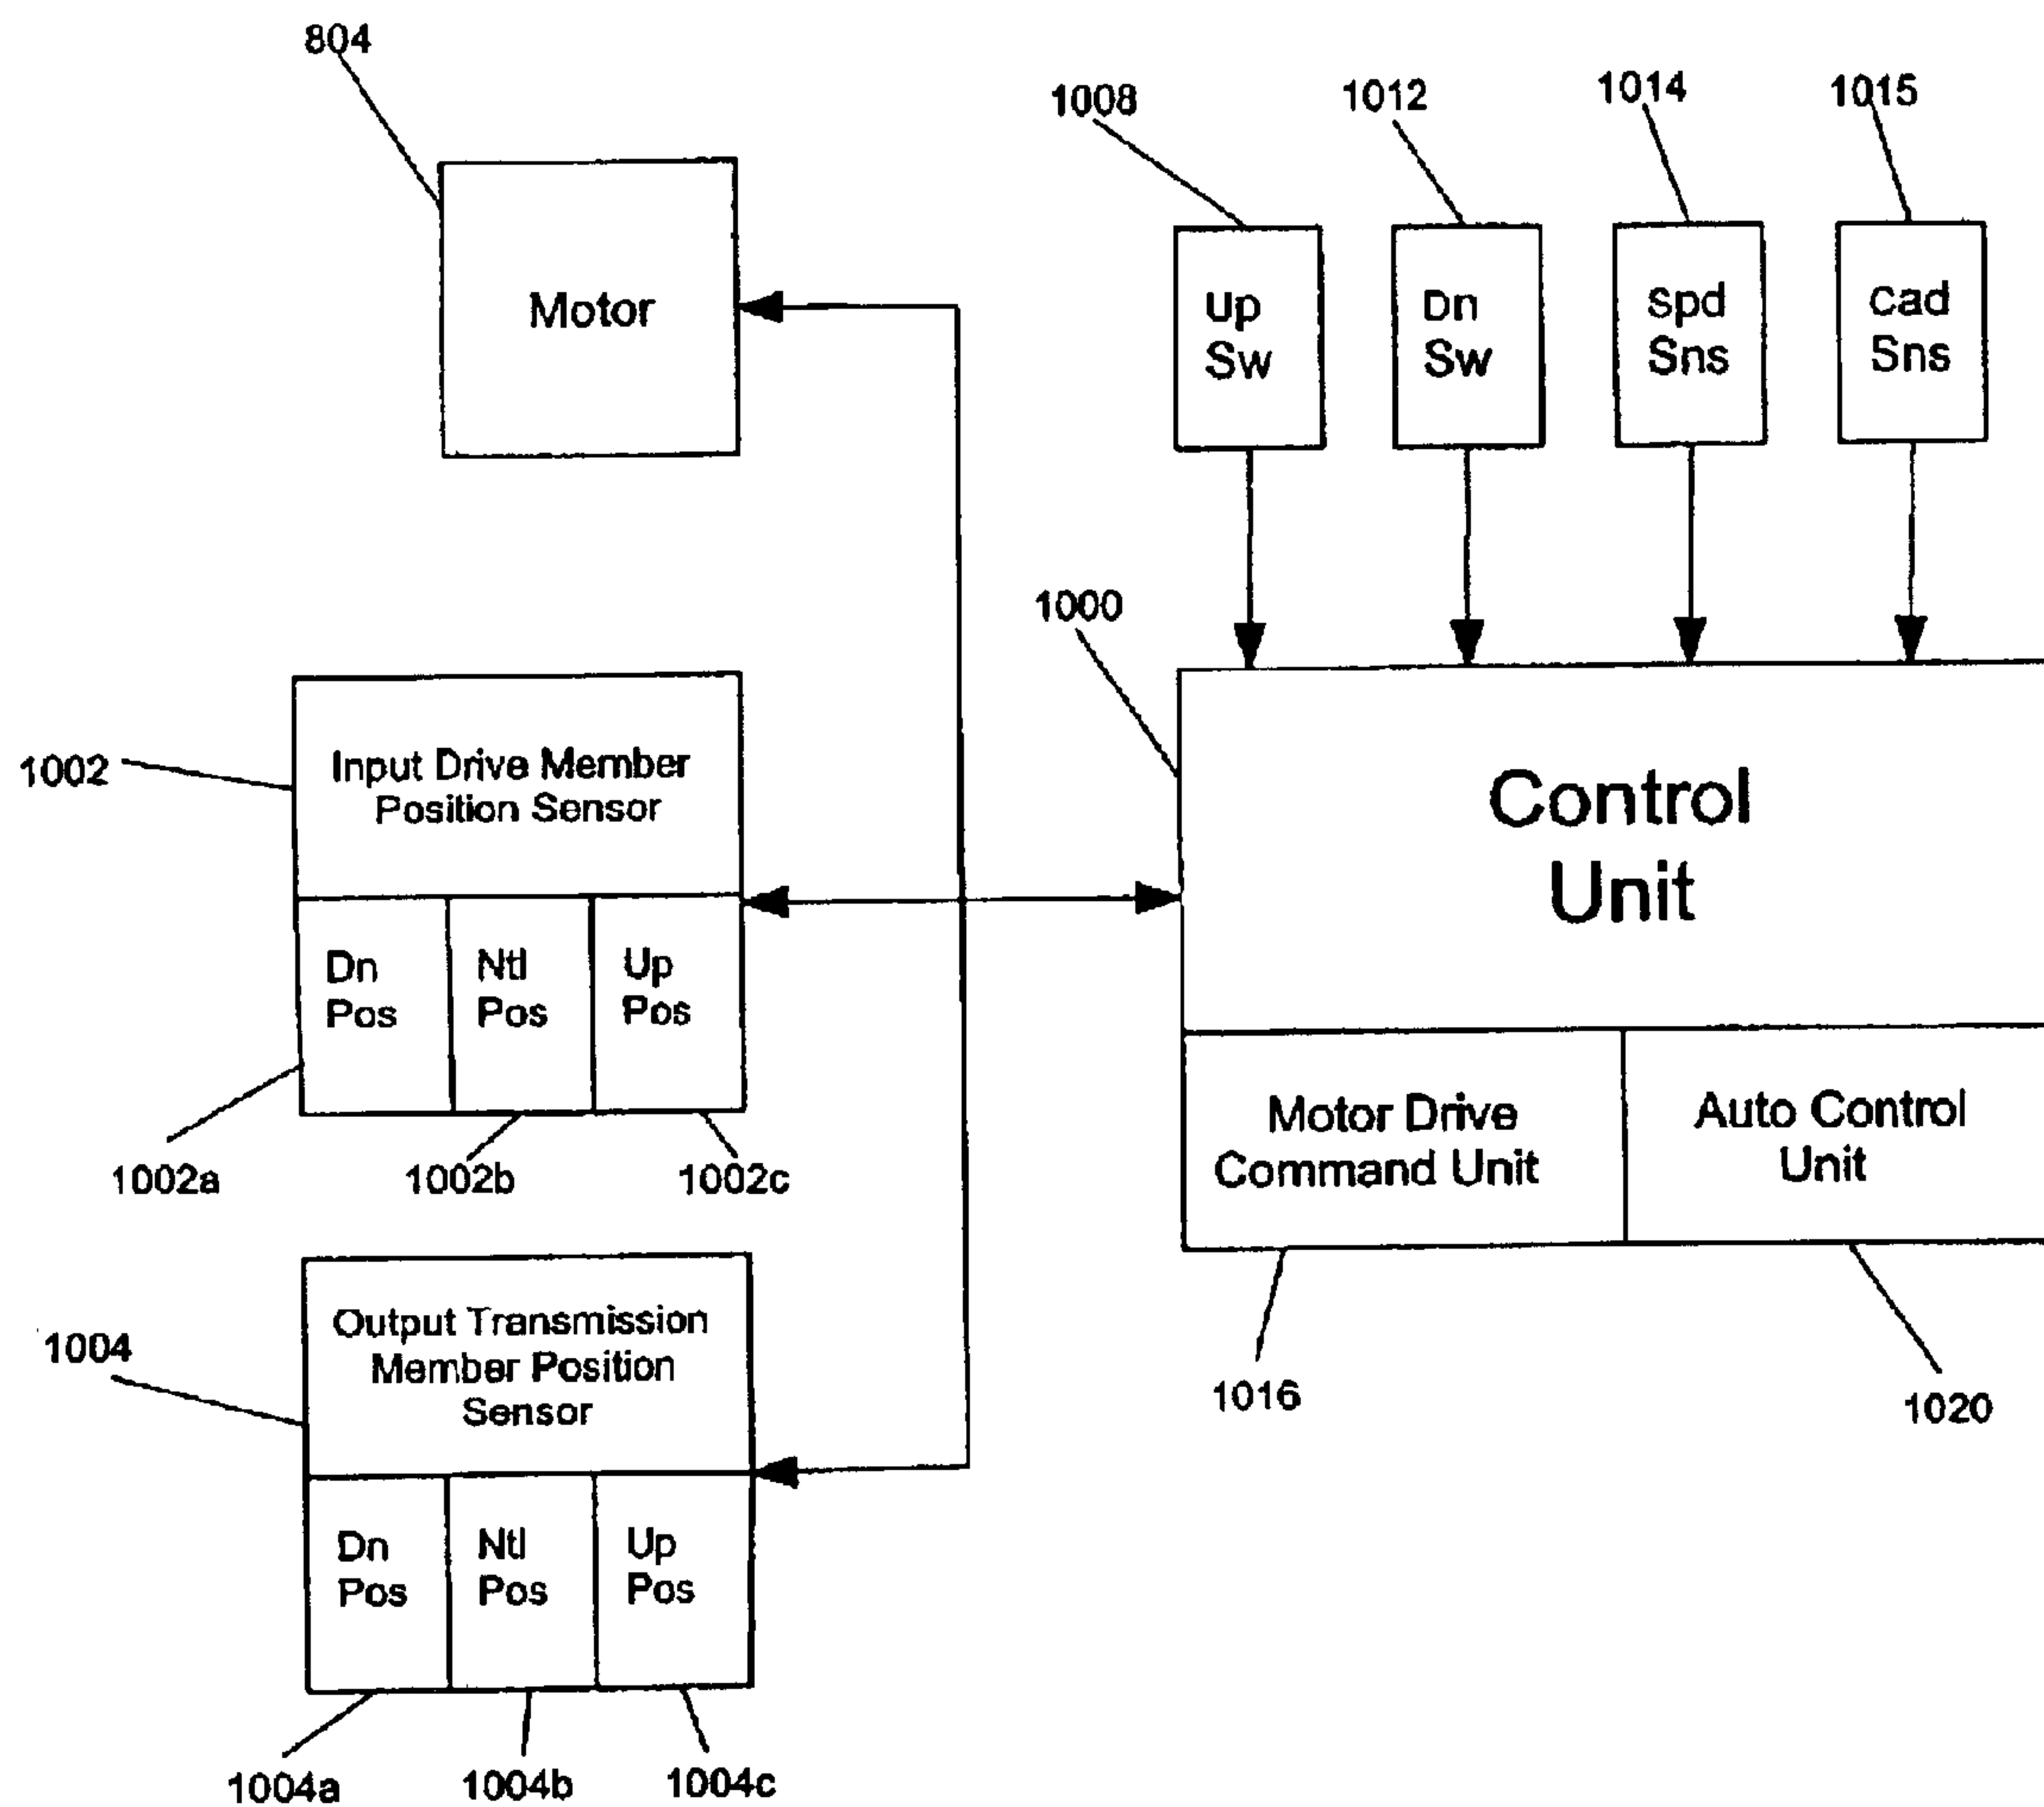 804
1008
1012
1014
1015
Motor
Up
Sw
Dn
Sw
Spd
Sns
Cad
Sns
1000
1002
Input Drive Member
Position Sensor
Control
Unit
Dn
Pos
Ntl
Pos
Up
Pos
Motor Drive
Command Unit
Auto Control
Unit
1002a
1002b
1002c
1004
Output Transmission
Member Position
Sensor
1016
1020
Dn
Pos
Ntl
Pos
Up
Pos
1004a
1004b
1004c